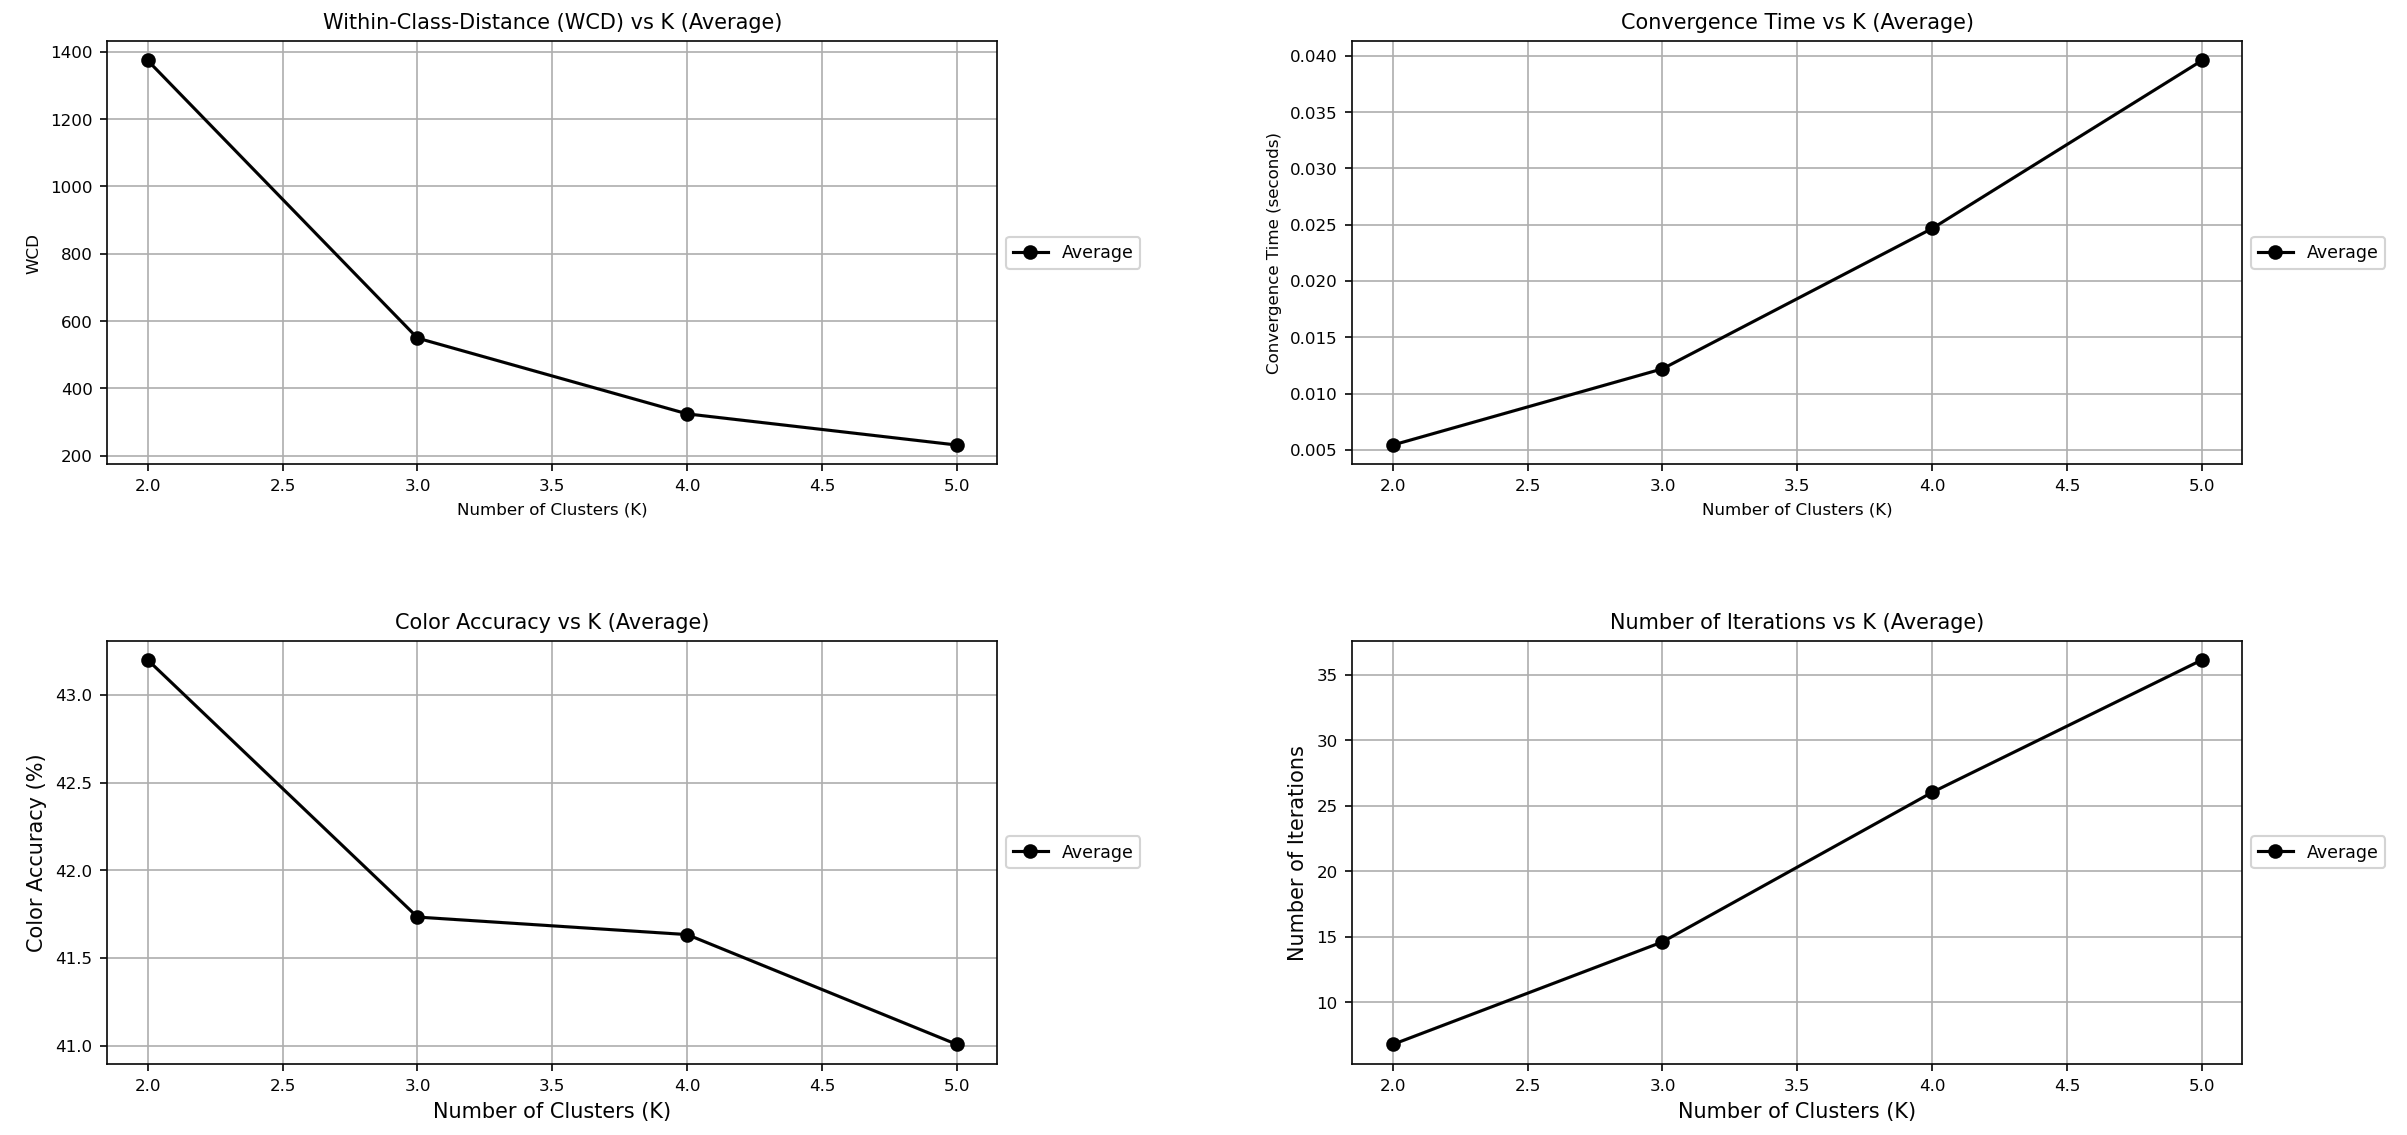 Within-Class-Distance (WCD) vs K (Average)
WCD
1400
1200
1000
800
600
400
200
2.0 2.5 3.0 3.5 4.0 4.5 5.0
Number of Clusters (K)
Average
Convergence Time vs K (Average)
Convergence Time (seconds)
0.040
0.035
0.030
0.025
0.020
0.015
0.010
0.005
2.0 2.5 3.0 3.5 4.0 4.5 5.0
Number of Clusters (K)
Average
Color Accuracy vs K (Average)
Color Accuracy (%)
43.0
42.5
42.0
41.5
41.0
2.0 2.5 3.0 3.5 4.0 4.5 5.0
Number of Clusters (K)
Average
Number of Iterations vs K (Average)
Number of Iterations
35
30
25
20
15
10
2.0 2.5 3.0 3.5 4.0 4.5 5.0
Number of Clusters (K)
Average